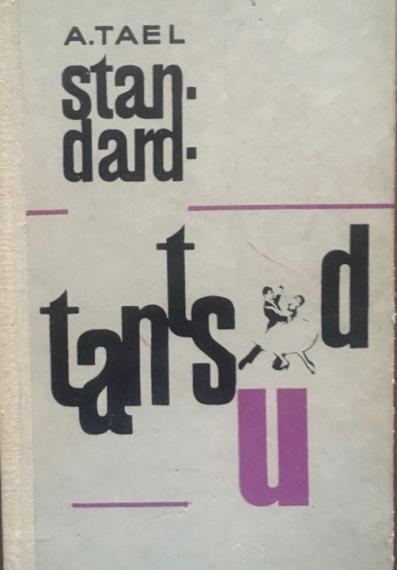 A.TAEL
stan-
dard-
tantsud